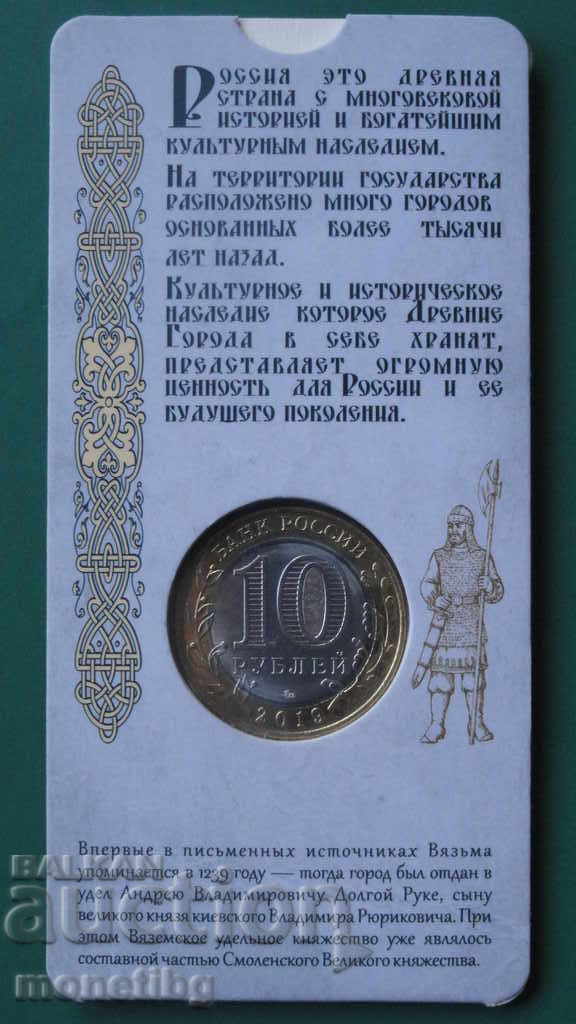 Россия это древняя
страна с многовековой
историей и богатейшим
культурным наследием.
На территории государства
расположено много городов
основанных более тысячи
лет назад.
Культурное и историческое
наследие которое Древние
Города в себе хранят,
представляет огромную
ценность для России и ее
будущего поколения.
БАНК РОССИИ
10
РУБЛЕЙ
2019
Впервые в письменных источниках Вязьма
упоминается в 1239 году — тогда город был отдан в
удел Андрею Владимировичу Долгой Руке, сыну
великого князя киевского Владимира Рюриковича. При
этом Вяземское удельное княжество уже являлось
составной частью Смоленского Великого княжества.
BALKAN
auction
monetibg